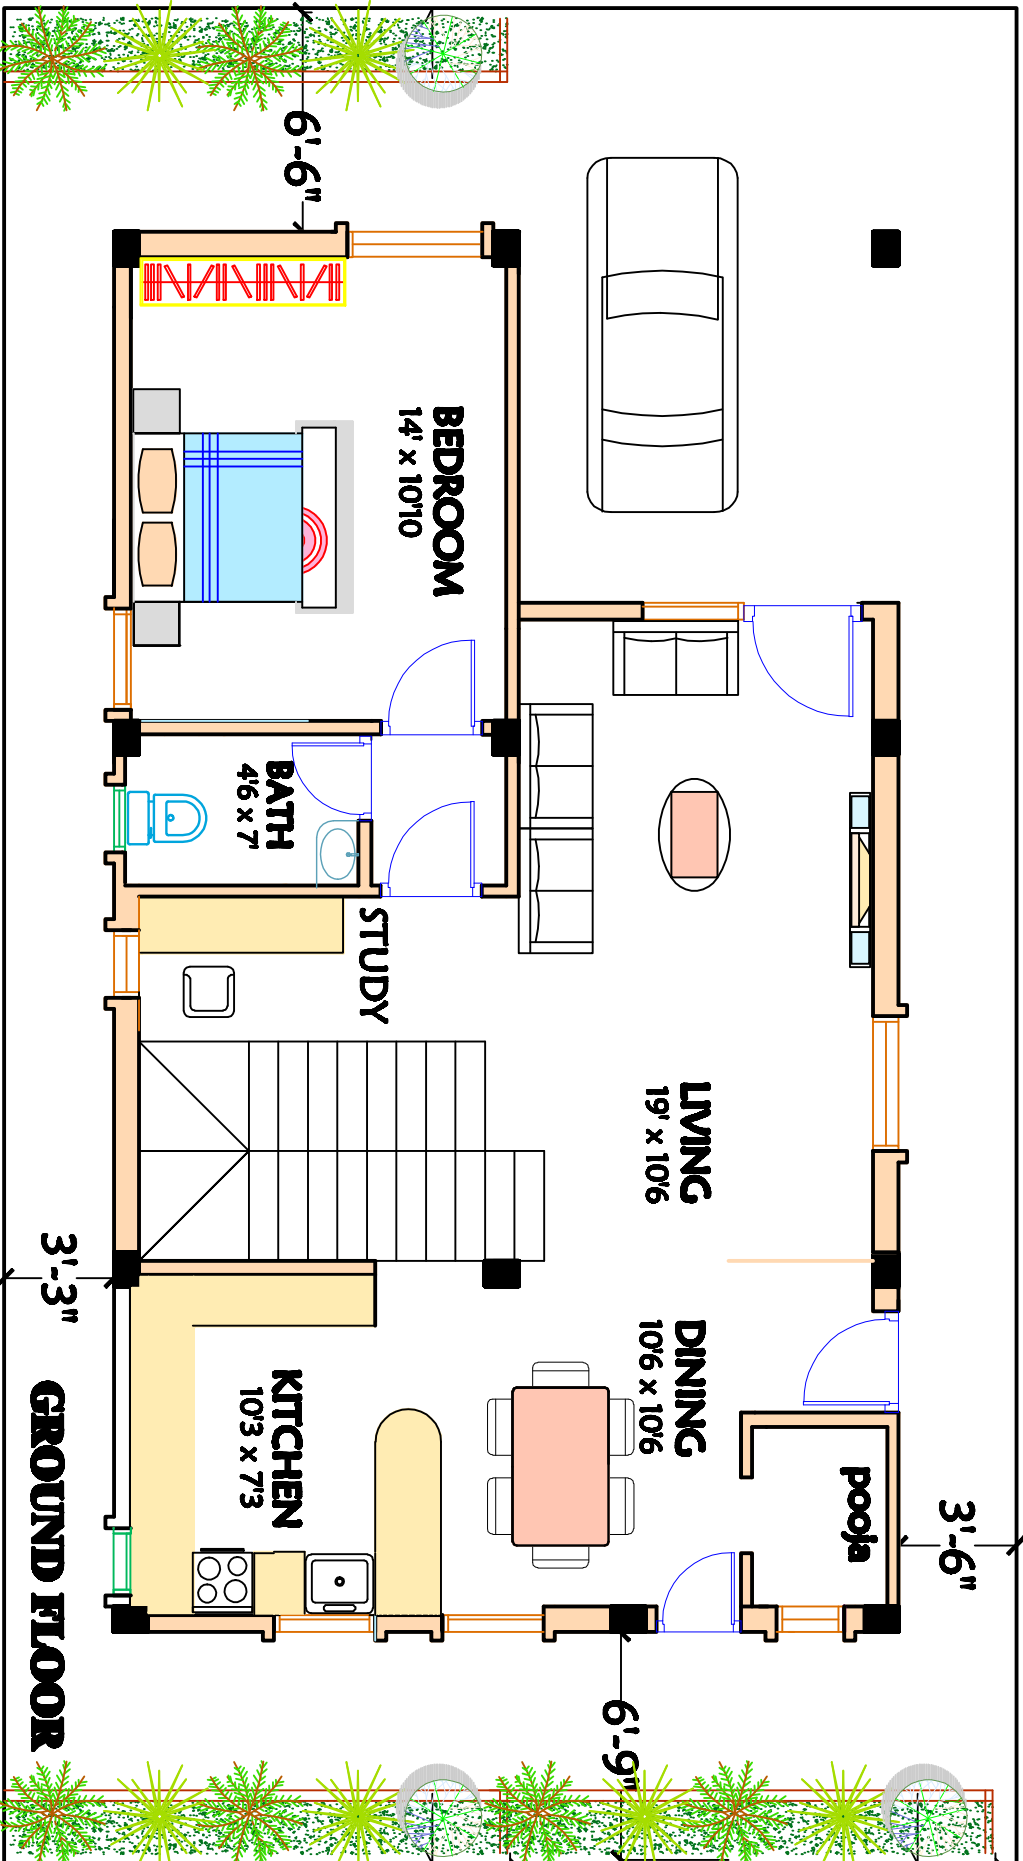 6'-6"
BEDROOM
14' x 10'10
BATH
4'6 x 7'
STUDY
LIVING
19' x 10'6
3'-3"
DINING
10'6 x 10'6
KITCHEN
10'3 x 7'3
pooja
3'-6"
GROUND FLOOR
6'-9"